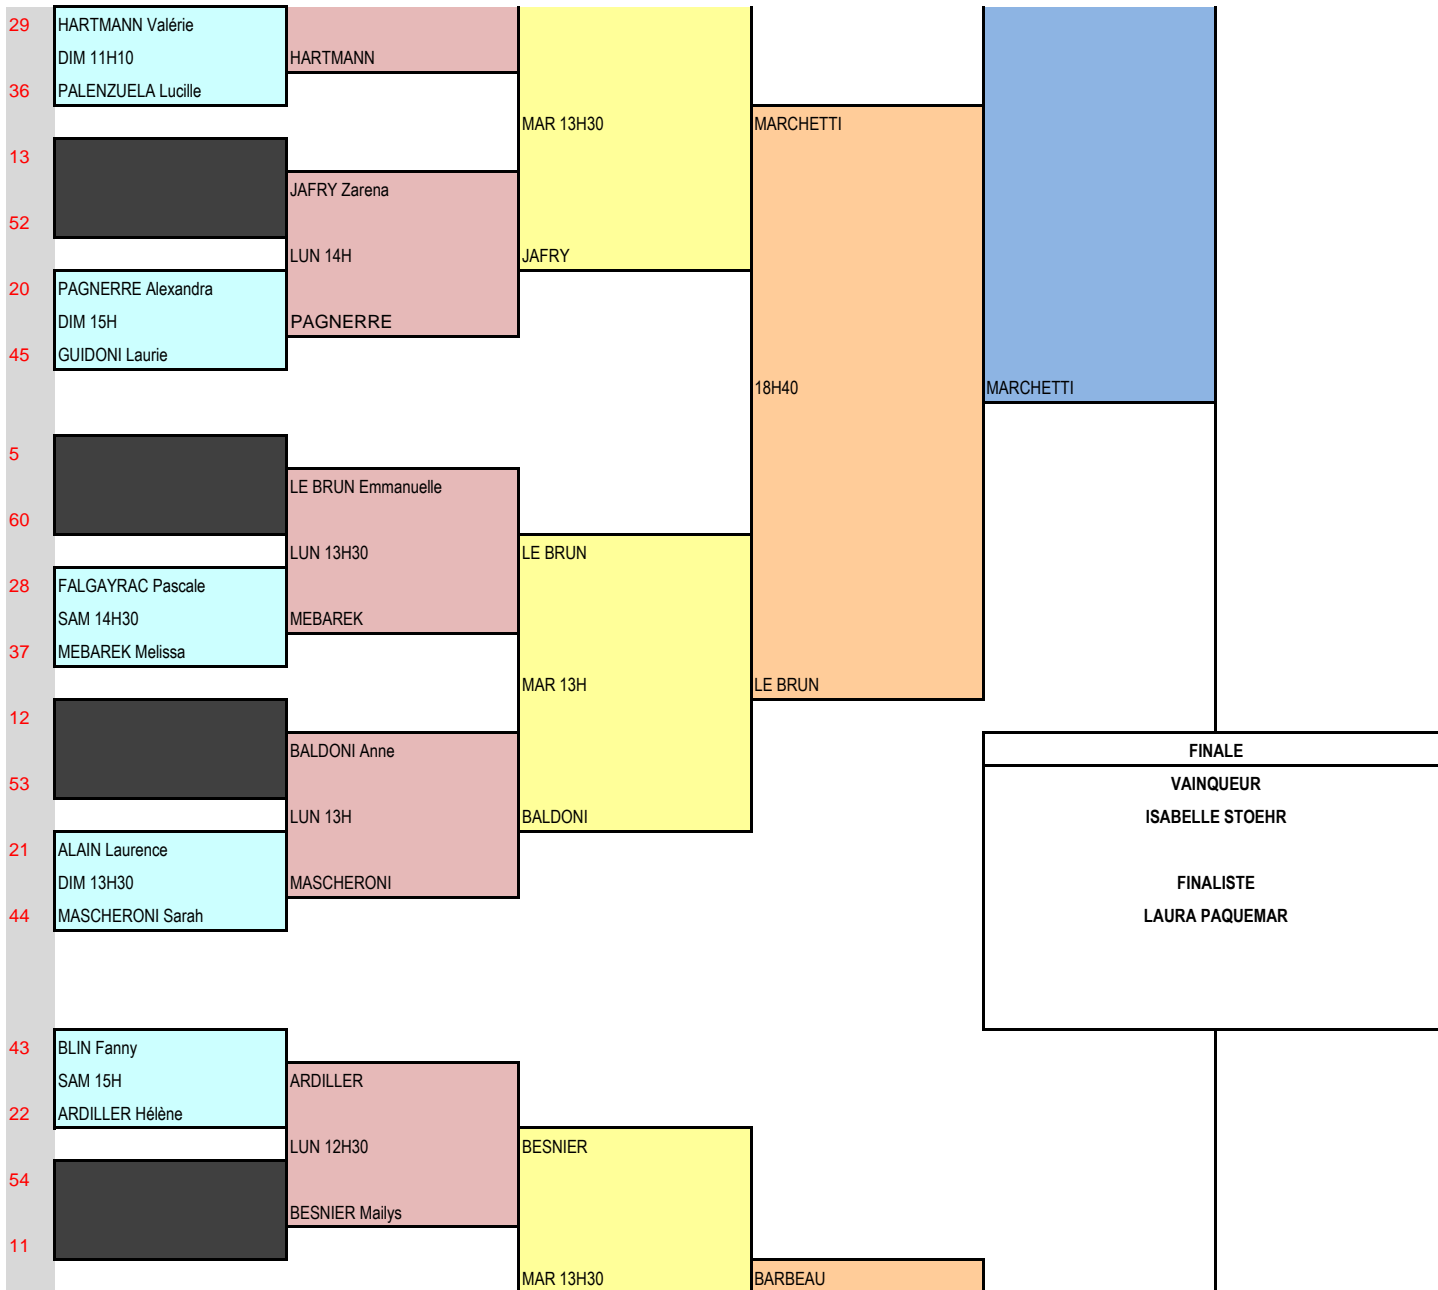 29
HARTMANN Valérie
DIM 11H10
HARTMANN
36
PALENZUELA Lucille
MAR 13H30
MARCHETTI
13
JAFRY Zarena
52
LUN 14H
JAFRY
20
PAGNERRE Alexandra
DIM 15H
PAGNERRE
45
GUIDONI Laurie
18H40
MARCHETTI
5
LE BRUN Emmanuelle
60
LUN 13H30
LE BRUN
28
FALGAYRAC Pascale
SAM 14H30
MEBAREK
37
MEBAREK Melissa
MAR 13H
LE BRUN
12
BALDONI Anne
FINALE
53
VAINQUEUR
LUN 13H
BALDONI
ISABELLE STOEHR
21
ALAIN Laurence
DIM 13H30
MASCHERONI
FINALISTE
44
MASCHERONI Sarah
LAURA PAQUEMAR
43
BLIN Fanny
SAM 15H
ARDILLER
22
ARDILLER Hélène
LUN 12H30
BESNIER
54
BESNIER Mailys
11
MAR 13H30
BARBEAU